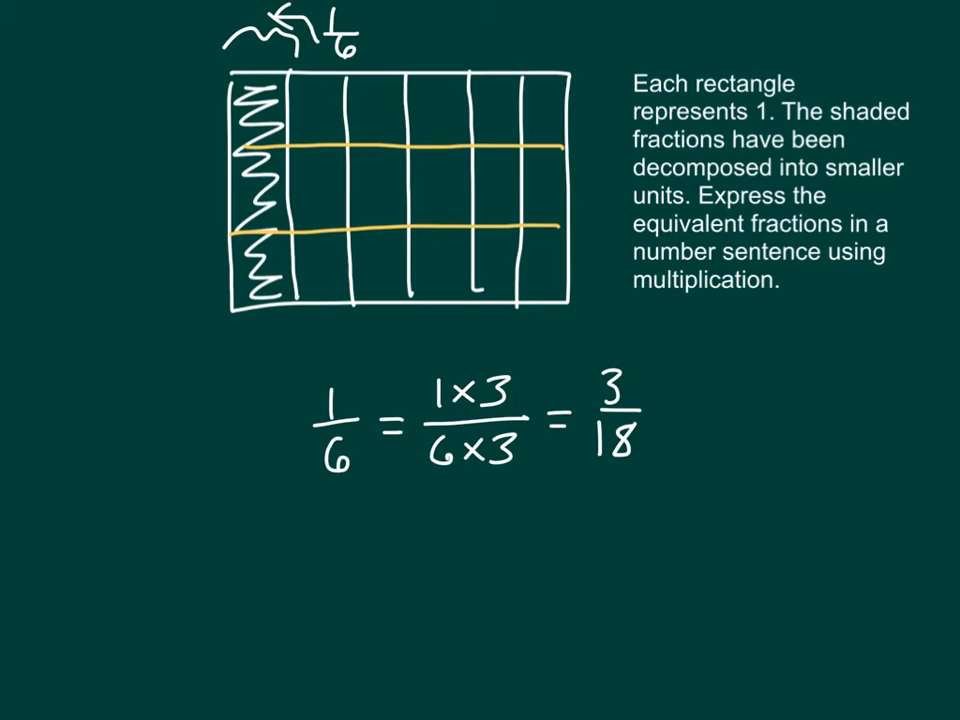 1/6
Each rectangle
represents 1. The shaded
fractions have been
decomposed into smaller
units. Express the
equivalent fractions in a
number sentence using
multiplication.
1/6 = (1×3)/(6×3) = 3/18